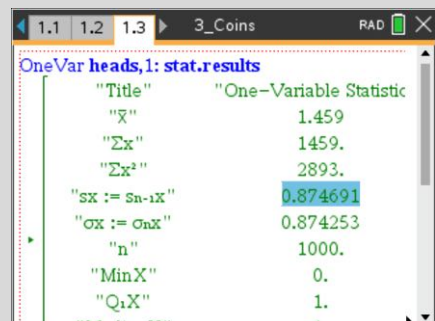 1.1 1.2 1.3 3_Coins RAD
OneVar heads,1: stat.results
"Title" "One-Variable Statistic
"x̄" 1.459
"Σx" 1459.
"Σx²" 2893.
"sx := sₙ₋₁x" 0.874691
"σx := σₙx" 0.874253
"n" 1000.
"MinX" 0.
"Q₁X" 1.